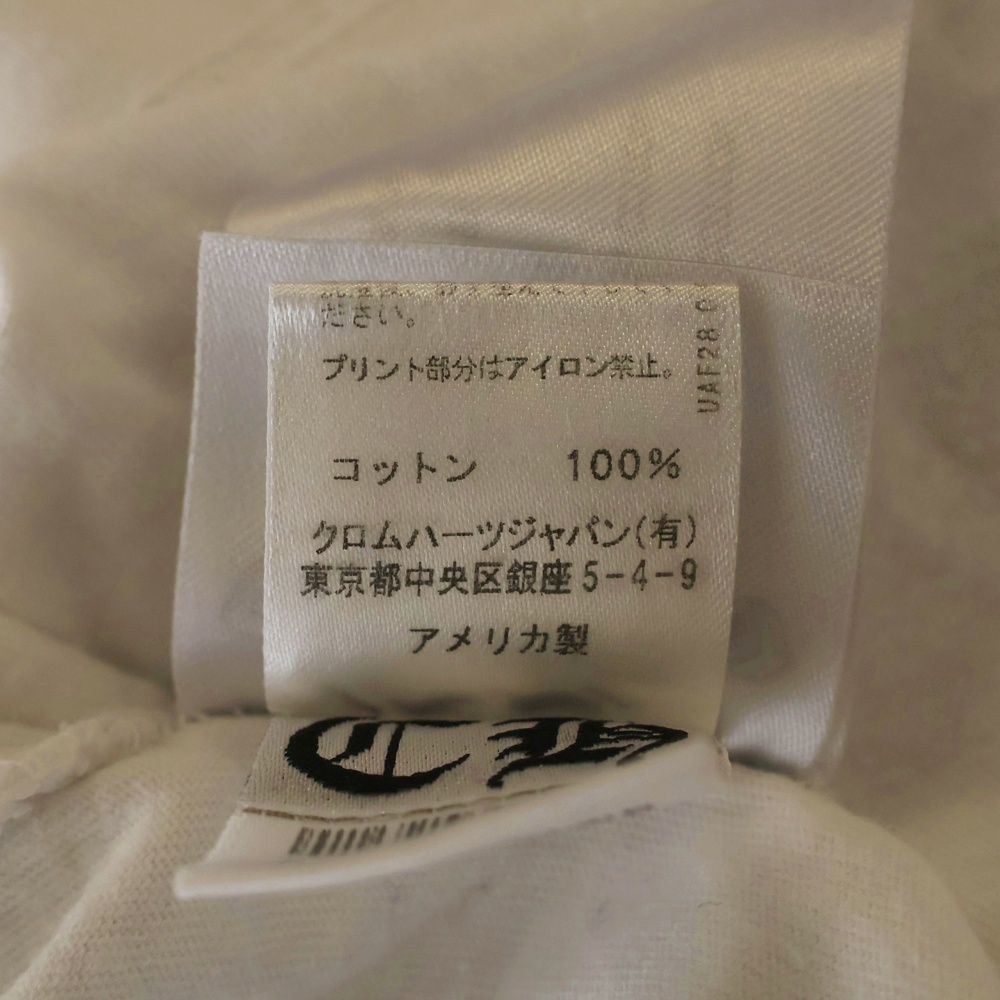 ださい。
プリント部分はアイロン禁止。
コットン 100%
クロムハーツジャパン(有)
東京都中央区銀座5-4-9
アメリカ製
UAF28